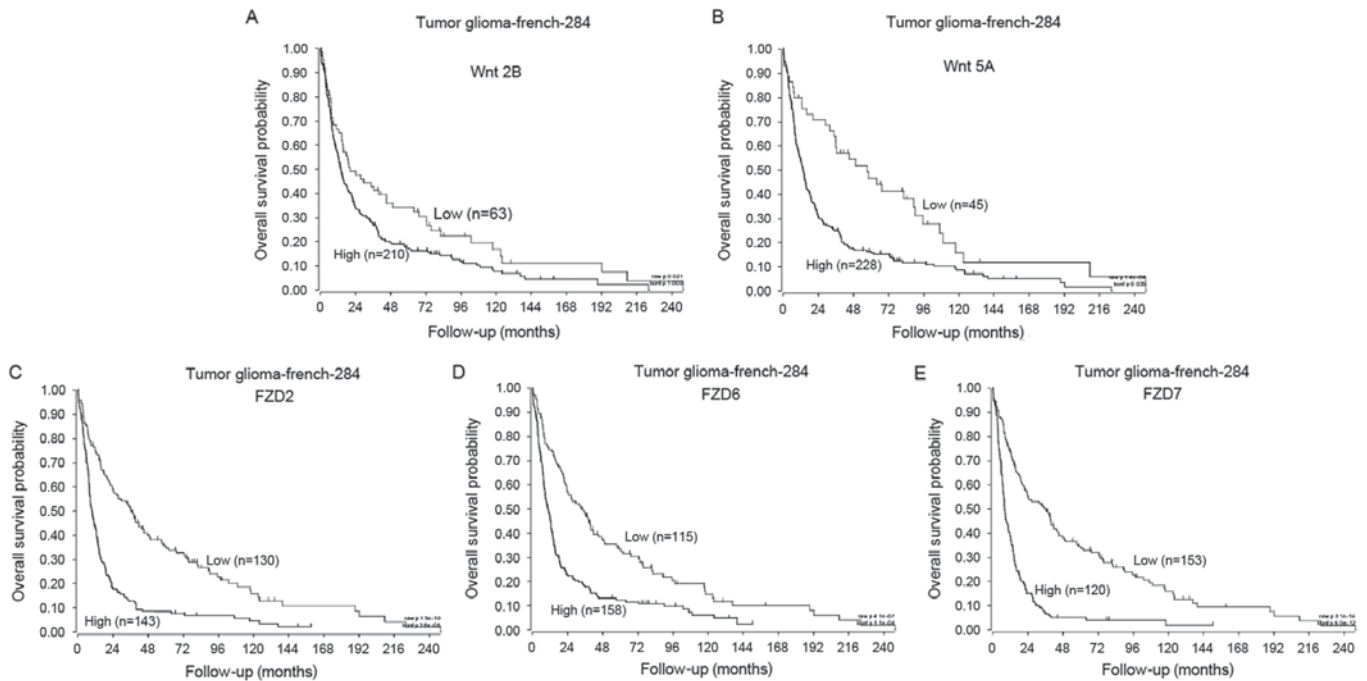 A
Tumor glioma-french-284
Wnt 2B
Overall survival probability
1.00
0.90
0.80
0.70
0.60
0.50
0.40
0.30
0.20
0.10
0.00
Low (n=63)
High (n=210)
0 24 48 72 96 120 144 168 192 216 240
Follow-up (months)
B
Tumor glioma-french-284
Wnt 5A
Overall survival probability
1.00
0.90
0.80
0.70
0.60
0.50
0.40
0.30
0.20
0.10
0.00
Low (n=45)
High (n=228)
0 24 48 72 96 120 144 168 192 216 240
Follow-up (months)
C
Tumor glioma-french-284
FZD2
Overall survival probability
1.00
0.90
0.80
0.70
0.60
0.50
0.40
0.30
0.20
0.10
0.00
Low (n=130)
High (n=143)
0 24 48 72 96 120 144 168 192 216 240
Follow-up (months)
D
Tumor glioma-french-284
FZD6
Overall survival probability
1.00
0.90
0.80
0.70
0.60
0.50
0.40
0.30
0.20
0.10
0.00
Low (n=115)
High (n=158)
0 24 48 72 96 120 144 168 192 216 240
Follow-up (months)
E
Tumor glioma-french-284
FZD7
Overall survival probability
1.00
0.90
0.80
0.70
0.60
0.50
0.40
0.30
0.20
0.10
0.00
Low (n=153)
High (n=120)
0 24 48 72 96 120 144 168 192 216 240
Follow-up (months)